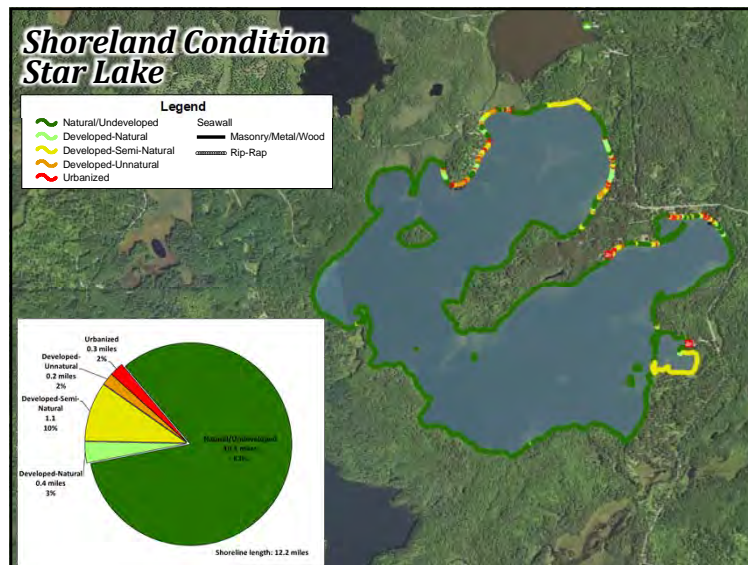 Shoreland Condition
Star Lake
Legend
Natural/Undeveloped
Developed-Natural
Developed-Semi-Natural
Developed-Unnatural
Urbanized
Seawall
Masonry/Metal/Wood
Rip-Rap
Urbanized
0.3 miles
2%
Developed-
Unnatural
0.2 miles
2%
Developed-Semi-
Natural
1.1
10%
Developed-Natural
0.4 miles
3%
Natural/Undeveloped
miles
Shoreline length: 12.2 miles